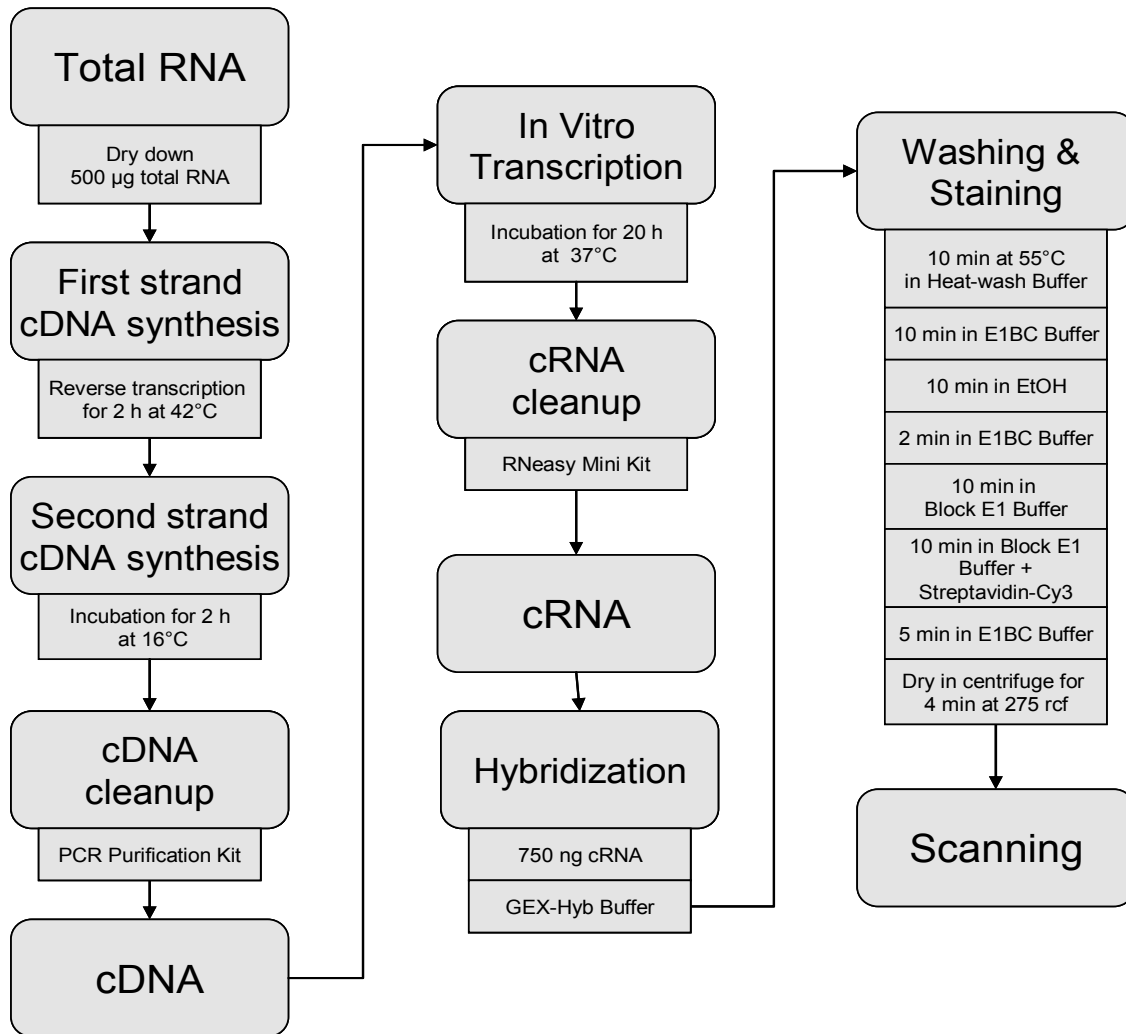 Total RNA
Dry down
500 µg total RNA
First strand
cDNA synthesis
Reverse transcription
for 2 h at 42°C
Second strand
cDNA synthesis
Incubation for 2 h
at 16°C
cDNA
cleanup
PCR Purification Kit
cDNA
In Vitro
Transcription
Incubation for 20 h
at 37°C
cRNA
cleanup
RNeasy Mini Kit
cRNA
Hybridization
750 ng cRNA
GEX-Hyb Buffer
Washing &
Staining
10 min at 55°C
in Heat-wash Buffer
10 min in E1BC Buffer
10 min in EtOH
2 min in E1BC Buffer
10 min in
Block E1 Buffer
10 min in Block E1
Buffer +
Streptavidin-Cy3
5 min in E1BC Buffer
Dry in centrifuge for
4 min at 275 rcf
Scanning